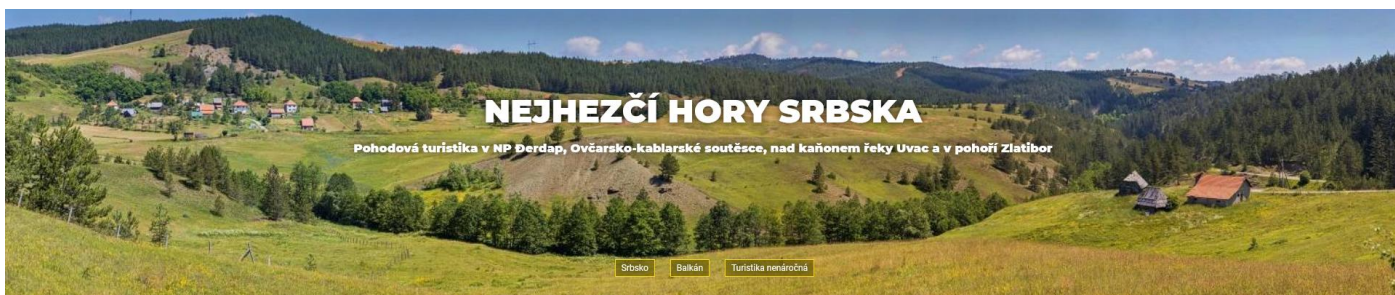 NEJHEZČÍ HORY SRBSKA
Pohodová turistika v NP Đerdap, Ovčarsko-kablarské soutěsce, nad kaňonem řeky Uvac a v pohoří Zlatibor
Srbsko
Balkán
Turistika nenáročná